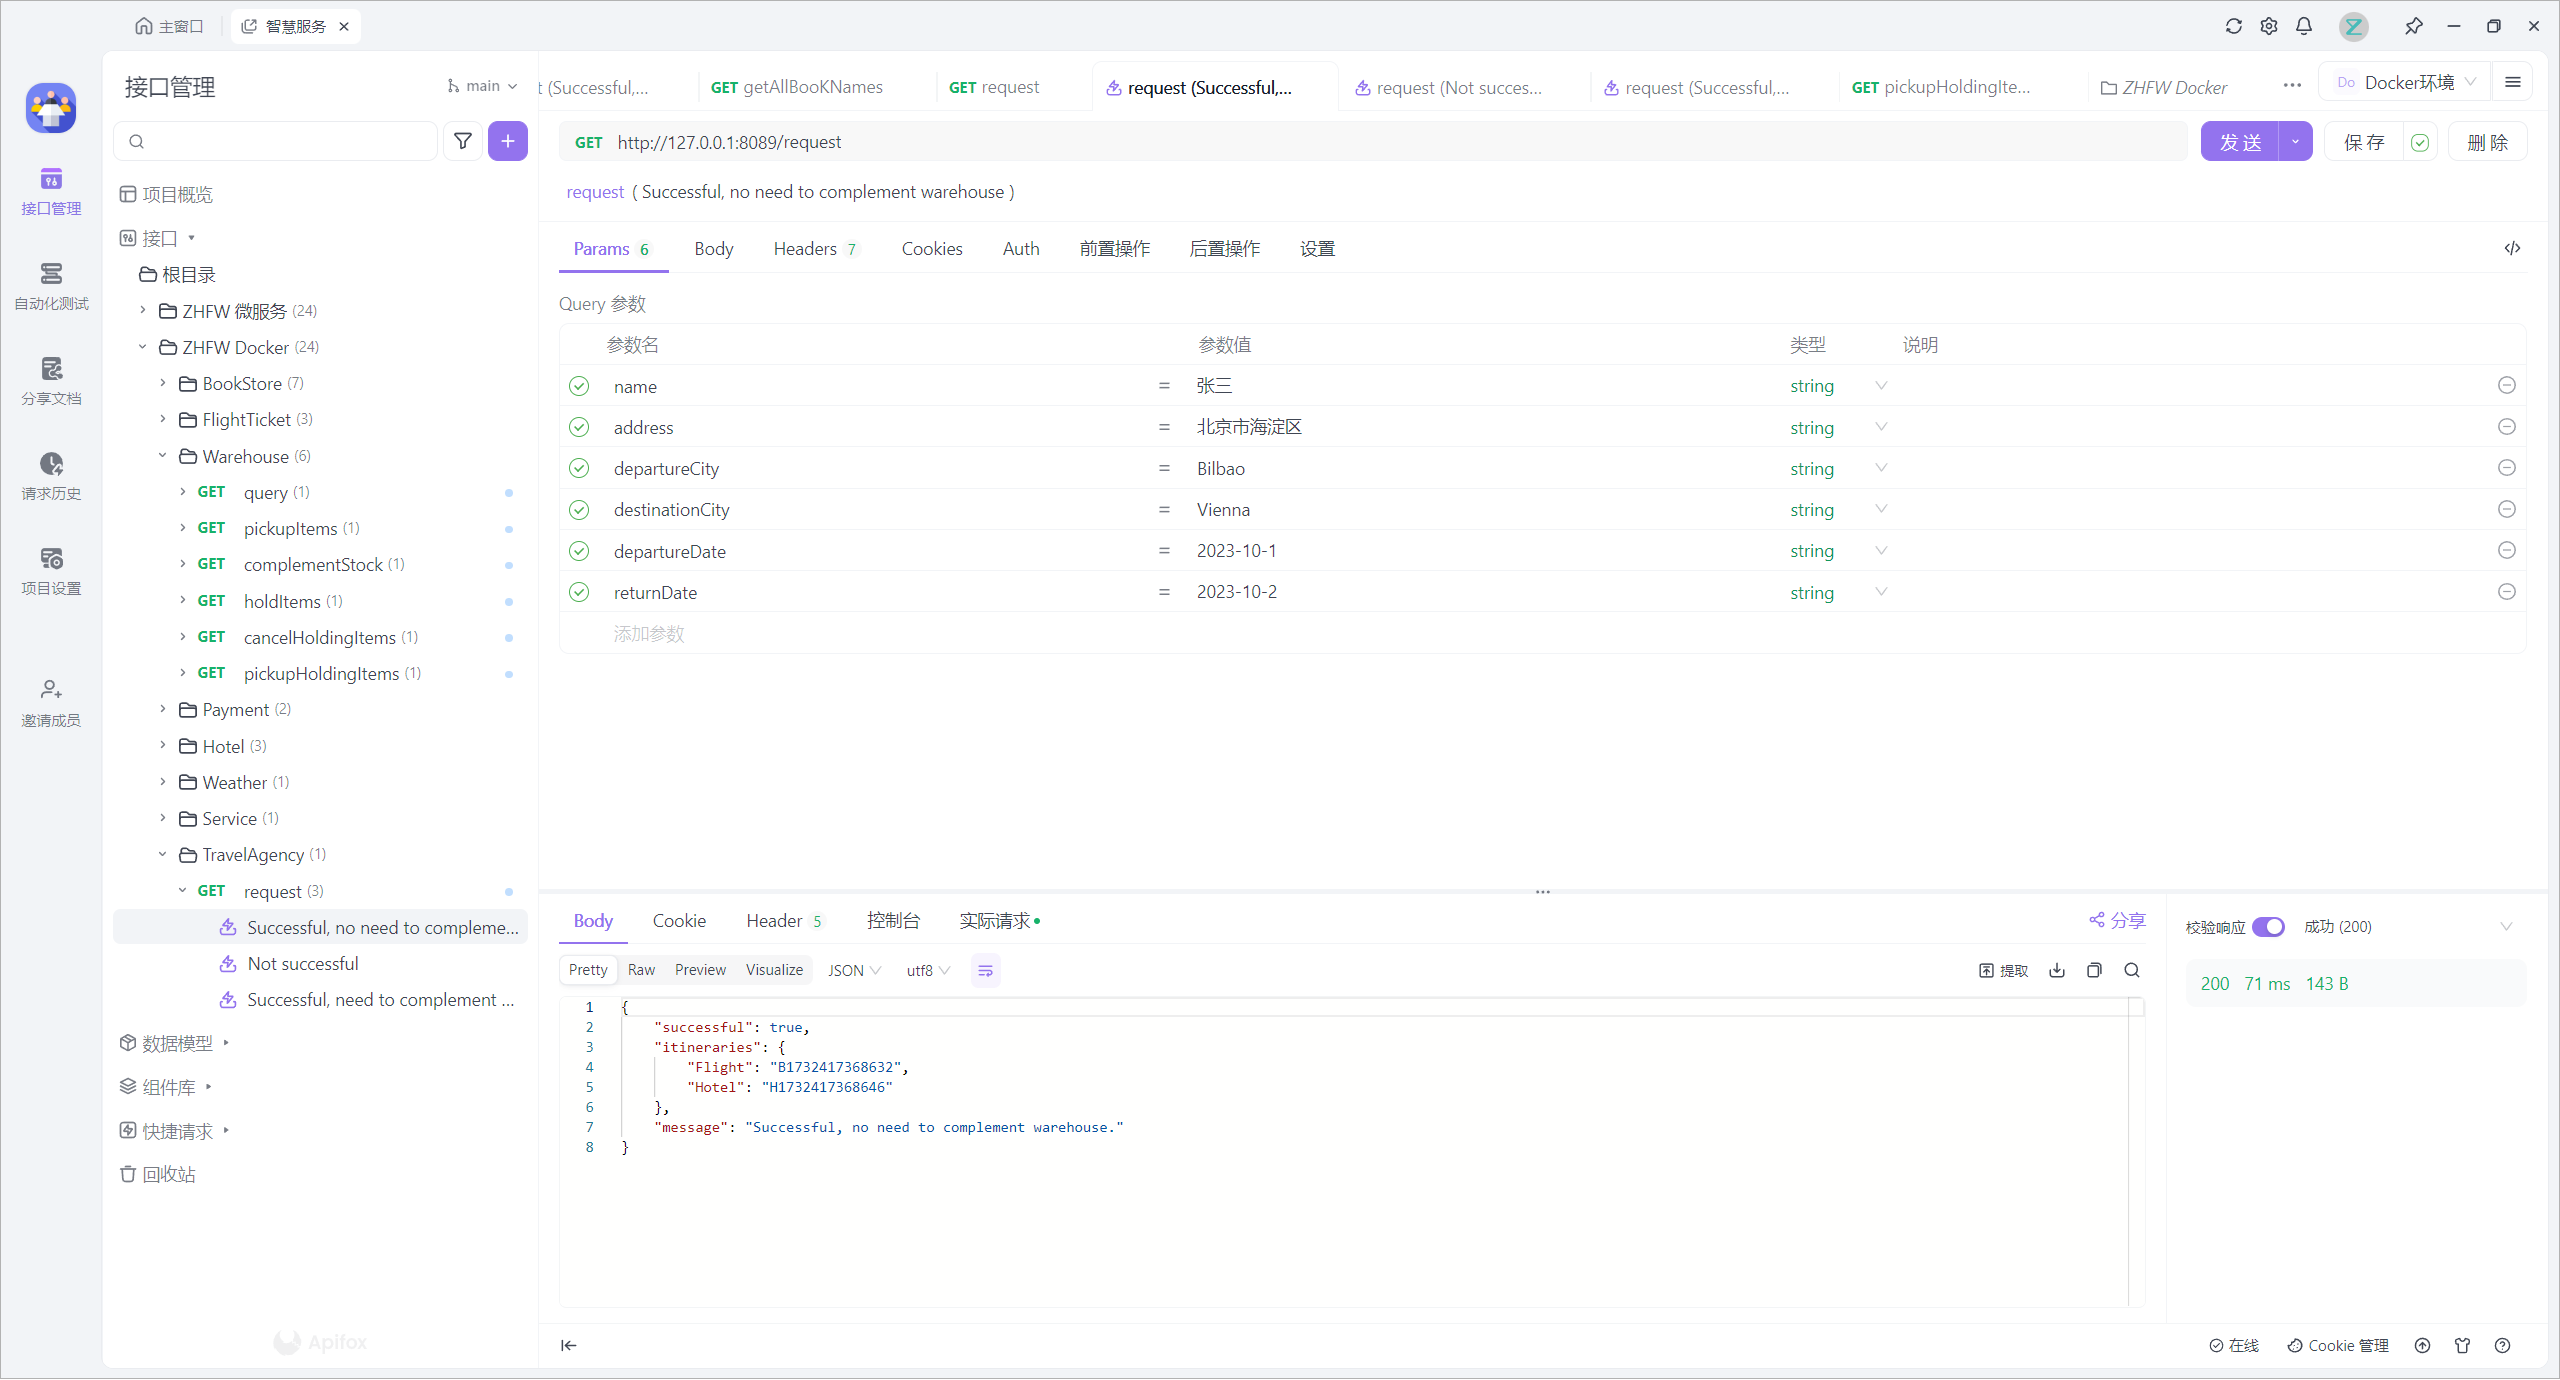 主窗口
智慧服务
接口管理
main
接口管理
自动化测试
分享文档
请求历史
项目设置
邀请成员
项目概览
接口
根目录
ZHFW 微服务 (24)
ZHFW Docker (24)
BookStore (7)
FlightTicket (3)
Warehouse (6)
GET query (1)
GET pickupItems (1)
GET complementStock (1)
GET holdItems (1)
GET cancelHoldingItems (1)
GET pickupHoldingItems (1)
Payment (2)
Hotel (3)
Weather (1)
Service (1)
TravelAgency (1)
GET request (3)
Successful, no need to compleme...
Not successful
Successful, need to complement ...
数据模型
组件库
快捷请求
回收站
Apifox
t (Successful,...
GET getAllBooKNames
GET request
request (Successful,...
request (Not succes...
request (Successful,...
GET pickupHoldingIte...
ZHFW Docker
Do Docker环境
GET http://127.0.0.1:8089/request
发 送
保 存
删 除
request ( Successful, no need to complement warehouse )
Params 6 Body Headers 7 Cookies Auth 前置操作 后置操作 设置
Query 参数
参数名 参数值 类型 说明
name = 张三 string
address = 北京市海淀区 string
departureCity = Bilbao string
destinationCity = Vienna string
departureDate = 2023-10-1 string
returnDate = 2023-10-2 string
添加参数
Body Cookie Header 5 控制台 实际请求
分享
校验响应
成功 (200)
Pretty Raw Preview Visualize JSON utf8
提取
200 71 ms 143 B
1 {
2 "successful": true,
3 "itineraries": {
4 "Flight": "B1732417368632",
5 "Hotel": "H1732417368646"
6 },
7 "message": "Successful, no need to complement warehouse."
8 }
在线
Cookie 管理